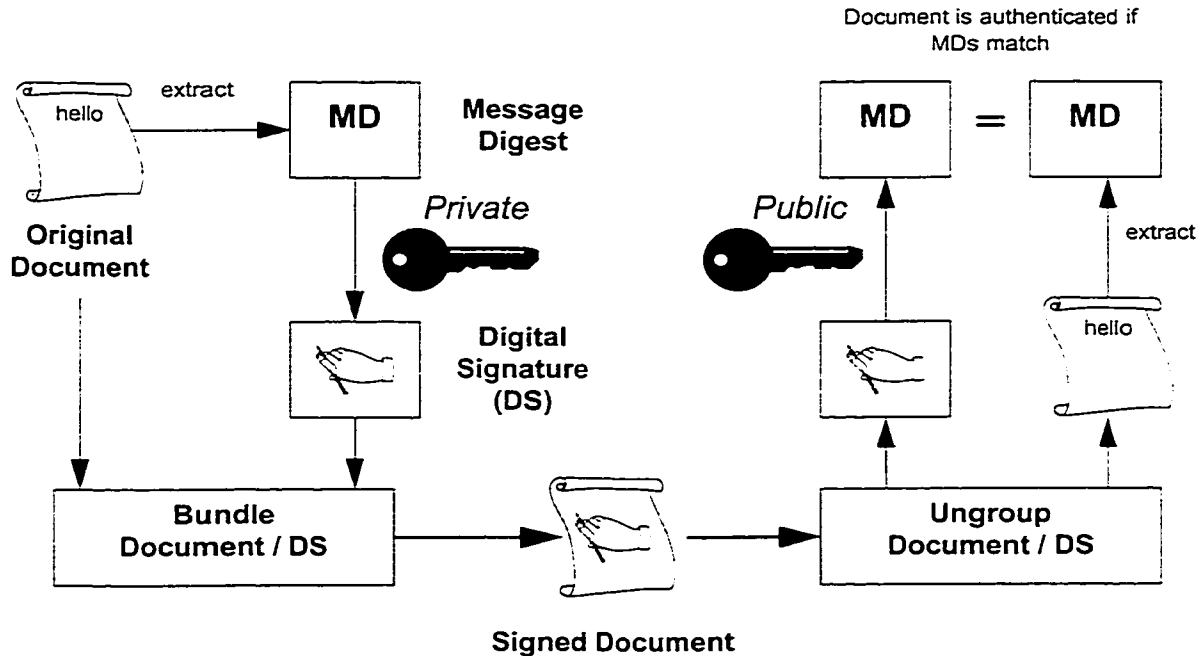 Document is authenticated if
MDs match
hello
extract
MD
Message
Digest
MD
=
MD
Private
Public
extract
Original
Document
hello
Digital
Signature
(DS)
Bundle
Document / DS
Ungroup
Document / DS
Signed Document